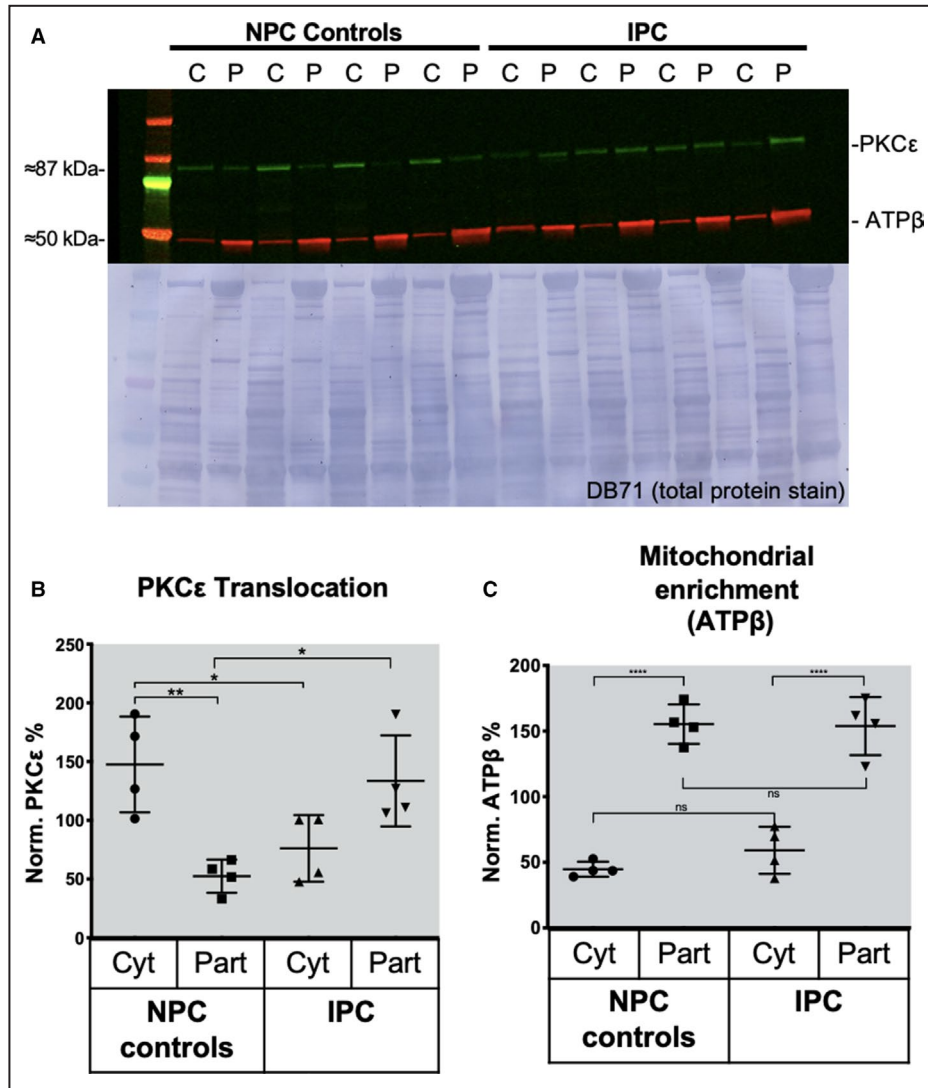 A
NPC Controls IPC
C P C P C P C P C P C P C P C P
≈87 kDa-
-PKCε
≈50 kDa-
- ATPβ
DB71 (total protein stain)
B
PKCε Translocation
Norm. PKCε %
250
200
150
100
50
0
*
*
**
Cyt Part Cyt Part
NPC IPC
controls
C
Mitochondrial
enrichment
(ATPβ)
Norm. ATPβ %
200
150
100
50
0
**** ****
ns
ns
Cyt Part Cyt Part
NPC IPC
controls